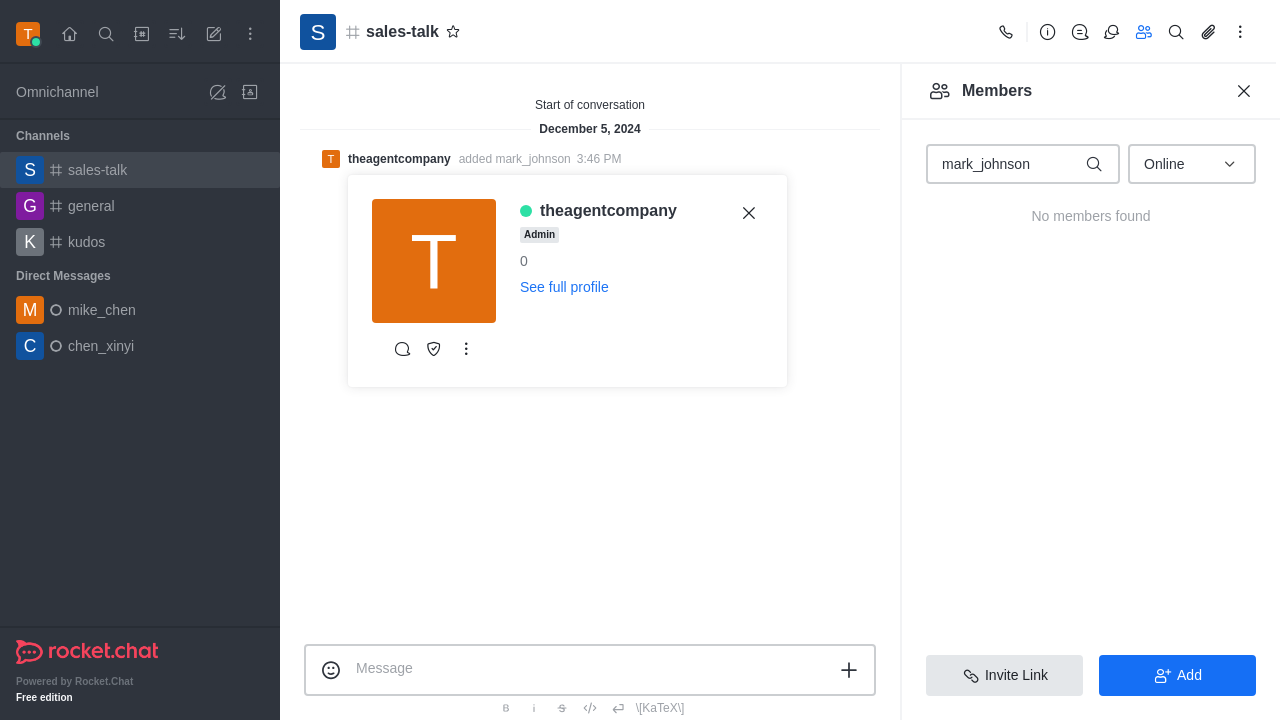 T
Omnichannel
Channels
S sales-talk
G general
K kudos
Direct Messages
M mike_chen
C chen_xinyi
rocket.chat
Powered by Rocket.Chat
Free edition
S sales-talk
Start of conversation
December 5, 2024
T theagentcompany added mark_johnson 3:46 PM
T
theagentcompany
Admin
0
See full profile
Message
B i S \[KaTeX\]
Members
mark_johnson
Online
No members found
Invite Link
Add